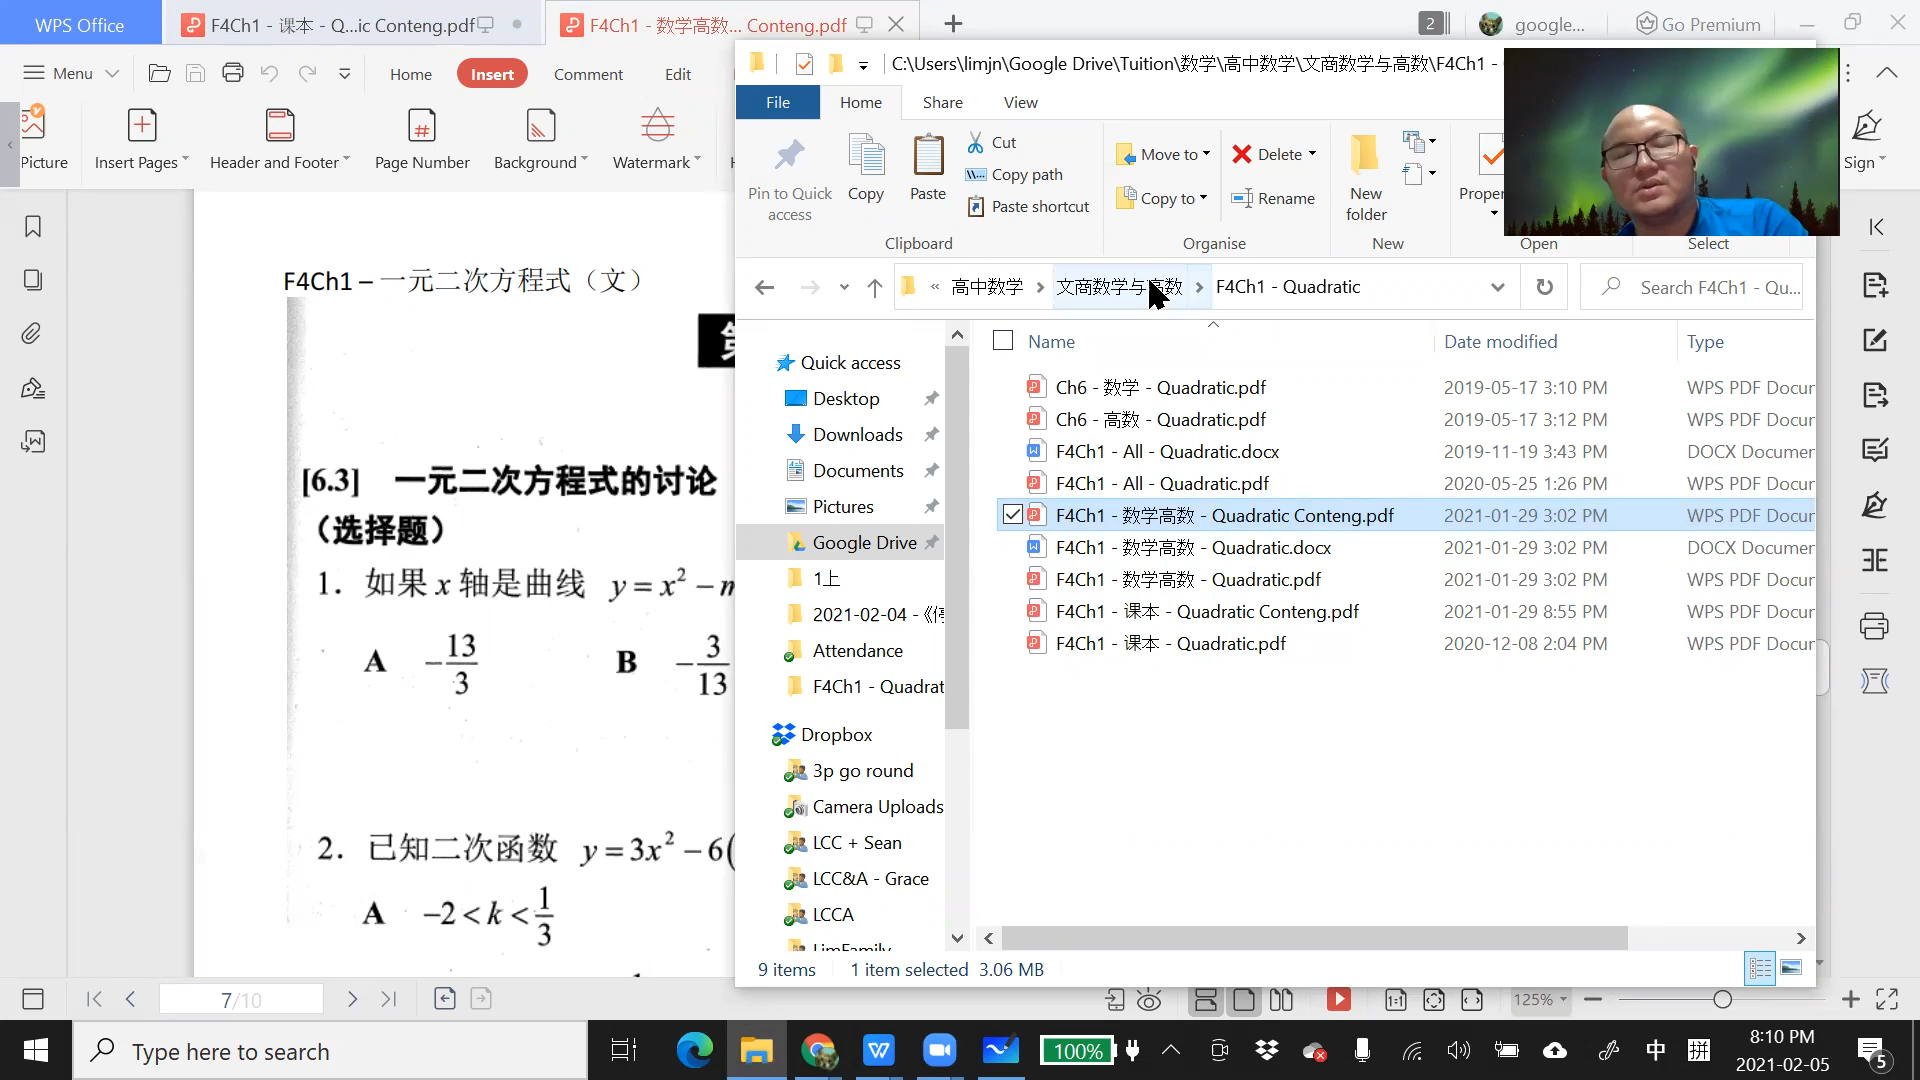 WPS Office
F4Ch1 - 课本 - Q...ic Conteng.pdf
F4Ch1 - 数学高数... Conteng.pdf
2
google...
Go Premium
Menu
Home
Insert
Comment
Edit
Picture
Insert Pages
Header and Footer
Page Number
Background
Watermark
Sign
C:\Users\limjn\Google Drive\Tuition\数学\高中数学\文商数学与高数\F4Ch1 -
File
Home
Share
View
Pin to Quick access
Copy
Paste
Cut
Copy path
Paste shortcut
Move to
Copy to
Delete
Rename
New folder
Proper
Clipboard
Organise
New
Open
Select
« 高中数学 > 文商数学与高数 > F4Ch1 - Quadratic
Search F4Ch1 - Qu...
Quick access
Desktop
Downloads
Documents
Pictures
Google Drive
1上
2021-02-04 -《
Attendance
F4Ch1 - Quadrat
Dropbox
3p go round
Camera Uploads
LCC + Sean
LCC&A - Grace
LCCA
LimFamily
Name Date modified Type
Ch6 - 数学 - Quadratic.pdf 2019-05-17 3:10 PM WPS PDF Docur
Ch6 - 高数 - Quadratic.pdf 2019-05-17 3:12 PM WPS PDF Docur
F4Ch1 - All - Quadratic.docx 2019-11-19 3:43 PM DOCX Documer
F4Ch1 - All - Quadratic.pdf 2020-05-25 1:26 PM WPS PDF Docur
F4Ch1 - 数学高数 - Quadratic Conteng.pdf 2021-01-29 3:02 PM WPS PDF Docur
F4Ch1 - 数学高数 - Quadratic.docx 2021-01-29 3:02 PM DOCX Documer
F4Ch1 - 数学高数 - Quadratic.pdf 2021-01-29 3:02 PM WPS PDF Docur
F4Ch1 - 课本 - Quadratic Conteng.pdf 2021-01-29 8:55 PM WPS PDF Docur
F4Ch1 - 课本 - Quadratic.pdf 2020-12-08 2:04 PM WPS PDF Docur
9 items 1 item selected 3.06 MB
F4Ch1 – 一元二次方程式（文）
第
[6.3] 一元二次方程式的讨论
（选择题）
1. 如果 x 轴是曲线 y = x² − m
A −13/3 B −3/13
2. 已知二次函数 y = 3x² − 6(
A −2 < k < 1/3
7/10
125%
Type here to search
100%
中
拼
8:10 PM
2021-02-05
5